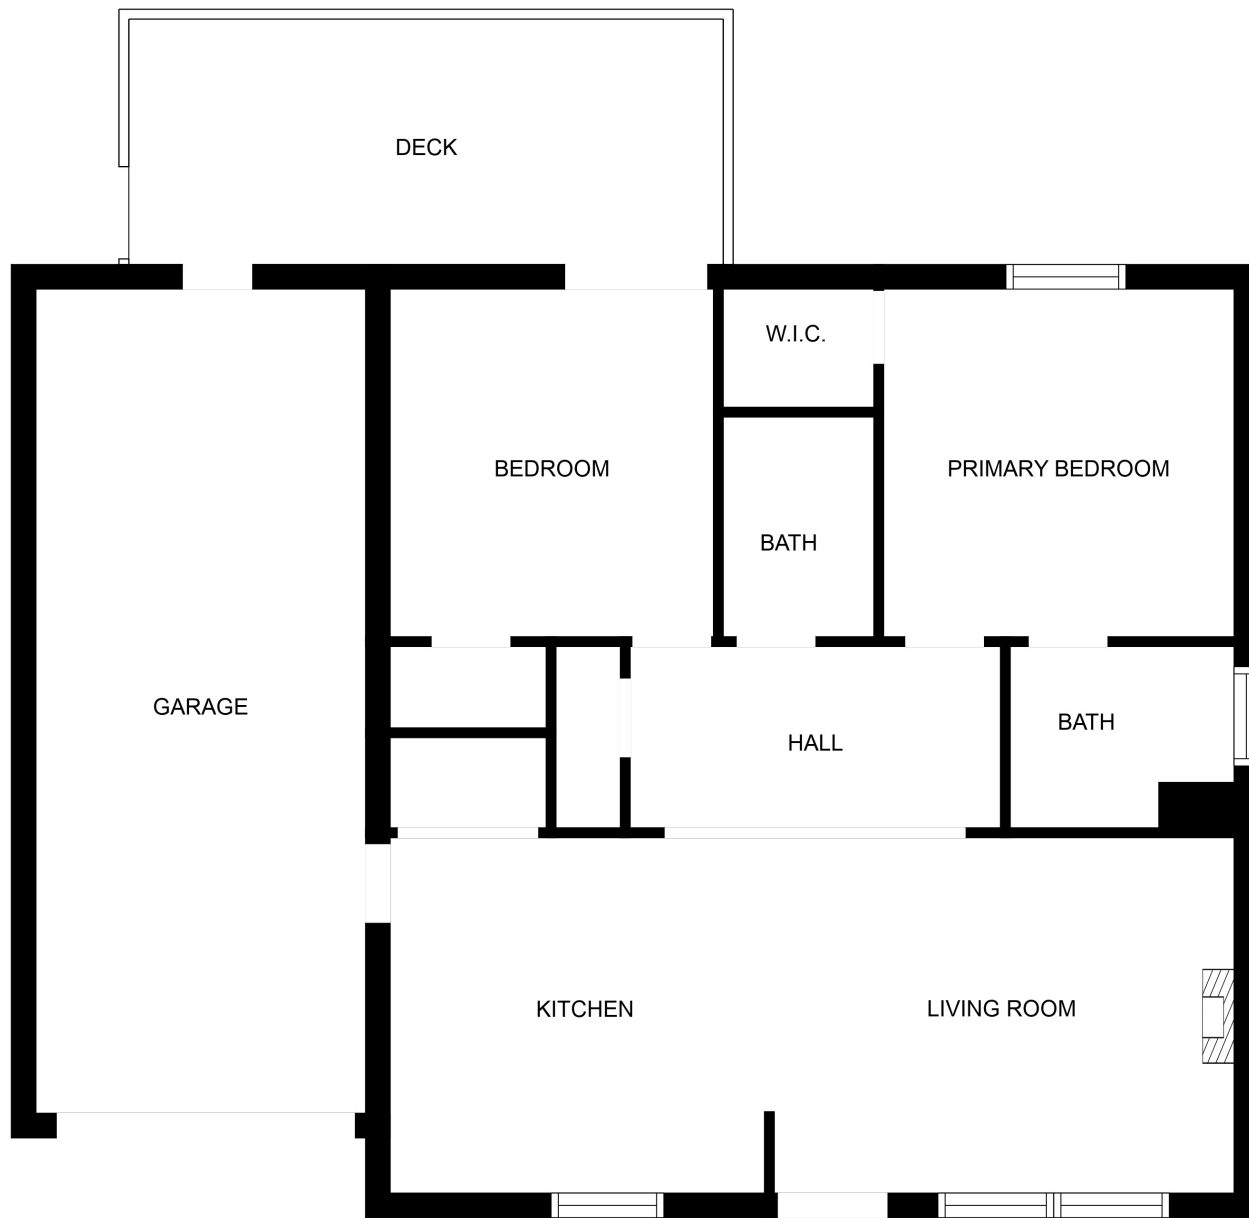 DECK
W.I.C.
BEDROOM
PRIMARY BEDROOM
BATH
GARAGE
BATH
HALL
KITCHEN
LIVING ROOM